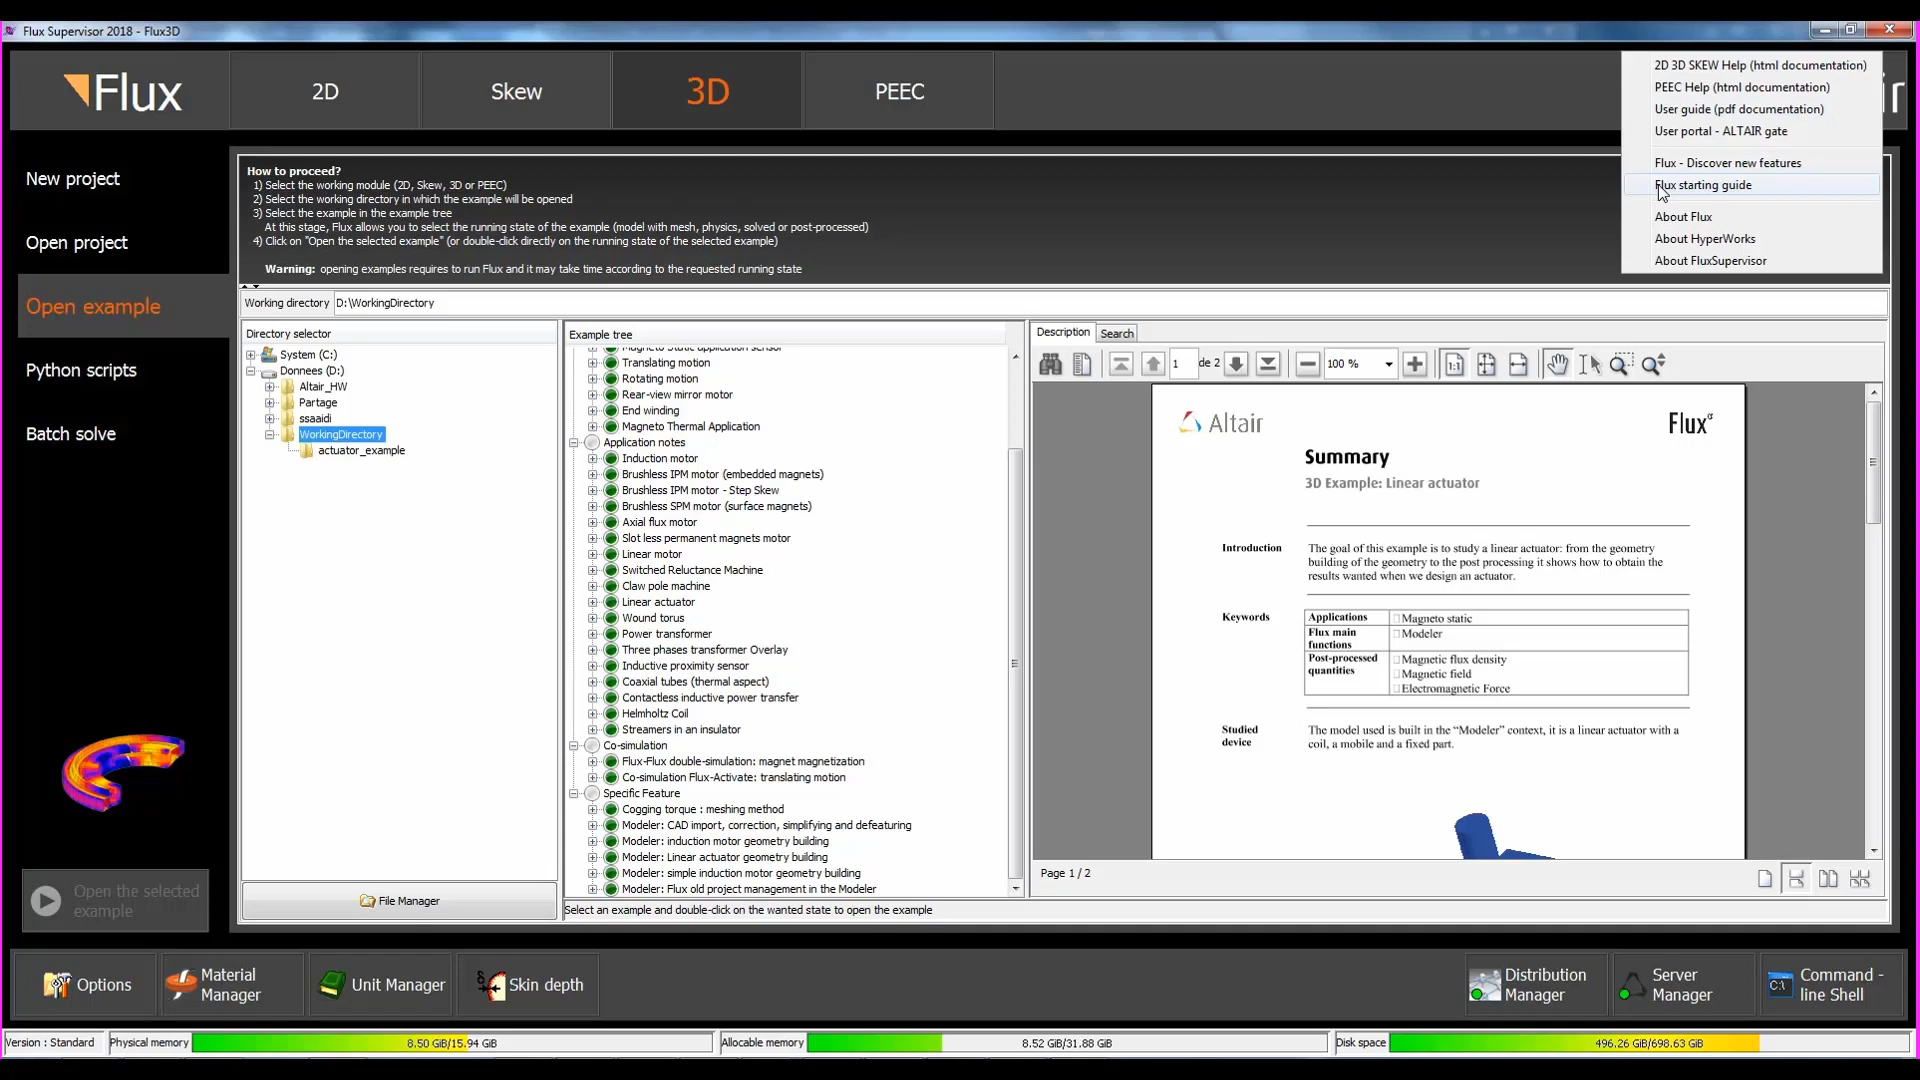 Flux Supervisor 2018 - Flux3D
Flux
2D
Skew
3D
PEEC
2D 3D SKEW Help (html documentation)
PEEC Help (html documentation)
User guide (pdf documentation)
User portal - ALTAIR gate
Flux - Discover new features
Flux starting guide
About Flux
About HyperWorks
About FluxSupervisor
New project
Open project
Open example
Python scripts
Batch solve
How to proceed?
1) Select the working module (2D, Skew, 3D or PEEC)
2) Select the working directory in which the example will be opened
3) Select the example in the example tree
At this stage, Flux allows you to select the running state of the example (model with mesh, physics, solved or post-processed)
4) Click on "Open the selected example" (or double-click directly on the running state of the selected example)
Warning: opening examples requires to run Flux and it may take time according to the requested running state
Working directory D:\WorkingDirectory
Directory selector
System (C:)
Donnees (D:)
Altair_HW
Partage
ssaaidi
WorkingDirectory
actuator_example
File Manager
Example tree
Magneto Static application sensor
Translating motion
Rotating motion
Rear-view mirror motor
End winding
Magneto Thermal Application
Application notes
Induction motor
Brushless IPM motor (embedded magnets)
Brushless IPM motor - Step Skew
Brushless SPM motor (surface magnets)
Axial flux motor
Slot less permanent magnets motor
Linear motor
Switched Reluctance Machine
Claw pole machine
Linear actuator
Wound torus
Power transformer
Three phases transformer Overlay
Inductive proximity sensor
Coaxial tubes (thermal aspect)
Contactless inductive power transfer
Helmholtz Coil
Streamers in an insulator
Co-simulation
Flux-Flux double-simulation: magnet magnetization
Co-simulation Flux-Activate: translating motion
Specific Feature
Cogging torque : meshing method
Modeler: CAD import, correction, simplifying and defeaturing
Modeler: induction motor geometry building
Modeler: Linear actuator geometry building
Modeler: simple induction motor geometry building
Modeler: Flux old project management in the Modeler
Select an example and double-click on the wanted state to open the example
Description
Search
1 de 2
100 %
1:1
Altair
Flux
Summary
3D Example: Linear actuator
Introduction
The goal of this example is to study a linear actuator: from the geometry
building of the geometry to the post processing it shows how to obtain the
results wanted when we design an actuator.
Keywords
Applications
Magneto static
Flux main
functions
Modeler
Post-processed
quantities
Magnetic flux density
Magnetic field
Electromagnetic Force
Studied
device
The model used is built in the “Modeler” context, it is a linear actuator with a
coil, a mobile and a fixed part.
Page 1 / 2
Open the selected
example
Options
Material
Manager
Unit Manager
Skin depth
Distribution
Manager
Server
Manager
C:\
Command -
line Shell
Version : Standard
Physical memory
8.50 GiB/15.94 GiB
Allocable memory
8.52 GiB/31.88 GiB
Disk space
496.26 GiB/698.63 GiB